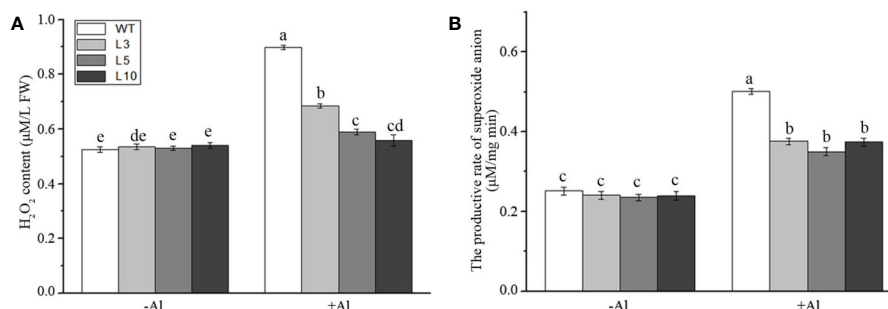 A
H₂O₂ content (μM/L FW)
1.0
0.8
0.6
0.4
0.2
0.0
WT
L3
L5
L10
e
de
e
e
a
b
c
cd
-Al
+Al
B
The productive rate of superoxide anion
(μM/mg min)
0.6
0.4
0.2
0.0
c
c
c
c
a
b
b
b
-Al
+Al